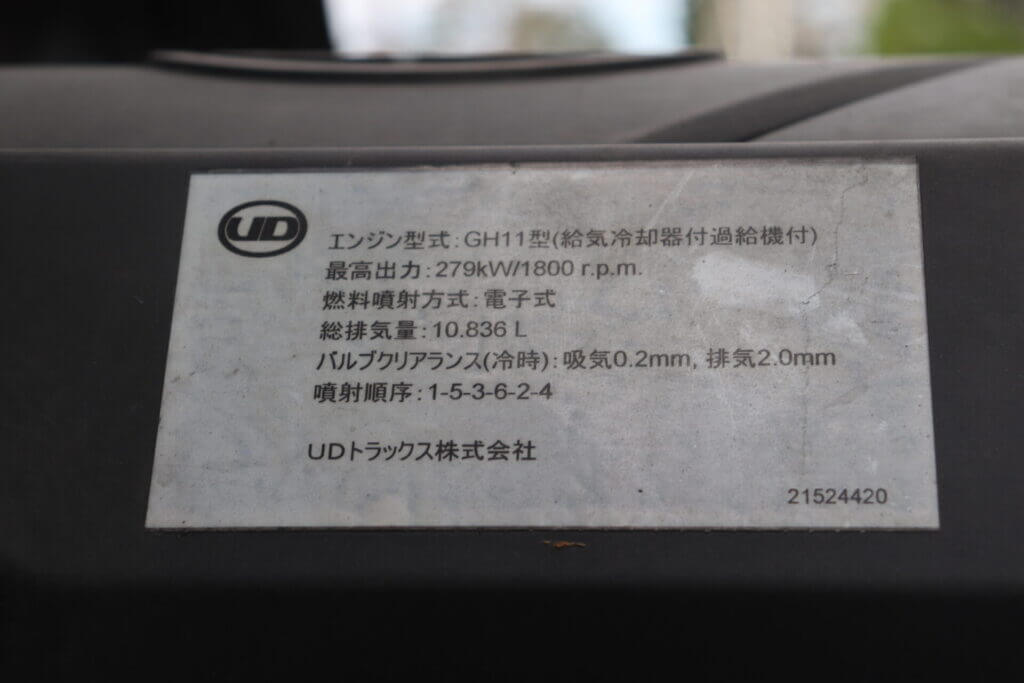 UD
エンジン型式:GH11型(給気冷却器付過給機付)
最高出力:279kW/1800 r.p.m.
燃料噴射方式:電子式
総排気量:10.836 L
バルブクリアランス(冷時):吸気0.2mm, 排気2.0mm
噴射順序:1-5-3-6-2-4
UDトラックス株式会社
21524420